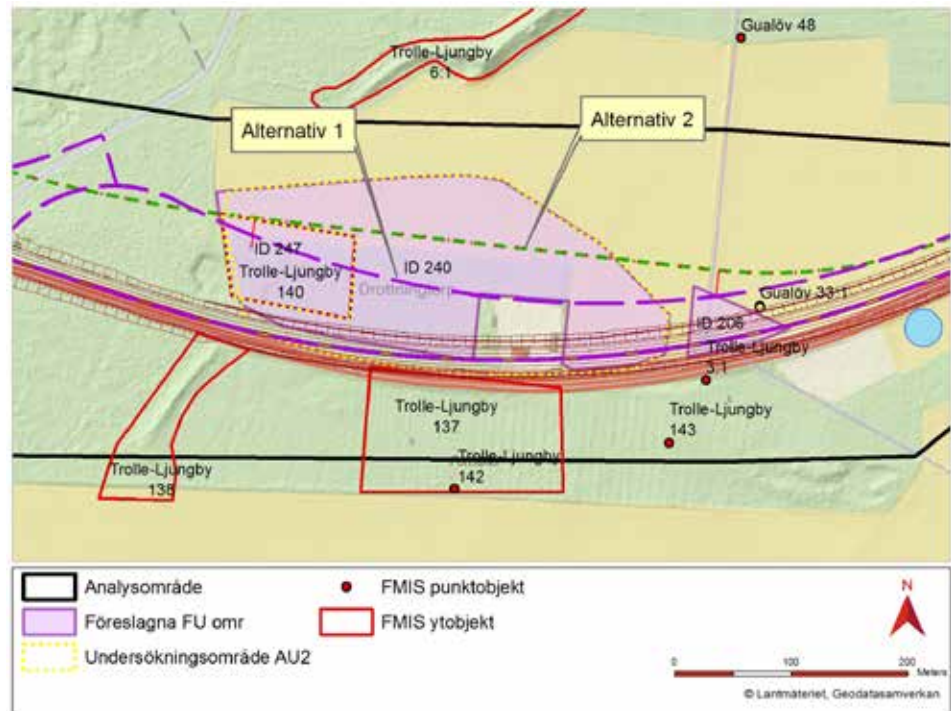 Gualöv 48
Trolle-Ljungby
6:1
Alternativ 1
Alternativ 2
ID 247
ID 240
Trolle-Ljungby
140
Gualöv 33:1
ID 206
Trolle-Ljungby
3:1
Trolle-Ljungby
137
Trolle-Ljungby
143
Trolle-Ljungby
142
Trolle-Ljungby
138
Analysområde
FMIS punktobjekt
N
Föreslagna FU omr
FMIS ytobjekt
Undersökningsområde AU2
0 100 200
Meters
© Lantmäteriet, Geodatasamverkan